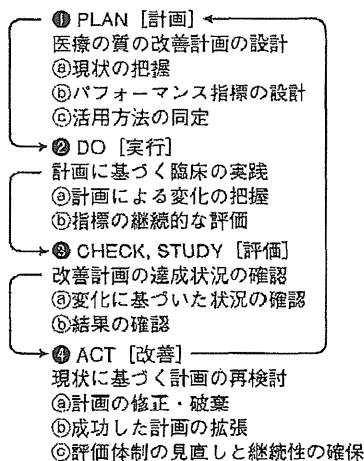 ❶ PLAN [計画]
医療の質の改善計画の設計
ⓐ現状の把握
ⓑパフォーマンス指標の設計
ⓒ活用方法の同定
❷ DO [実行]
計画に基づく臨床の実践
ⓐ計画による変化の把握
ⓑ指標の継続的な評価
❸ CHECK, STUDY [評価]
改善計画の達成状況の確認
ⓐ変化に基づいた状況の確認
ⓑ結果の確認
❹ ACT [改善]
現状に基づく計画の再検討
ⓐ計画の修正・破棄
ⓑ成功した計画の拡張
ⓒ評価体制の見直しと継続性の確保